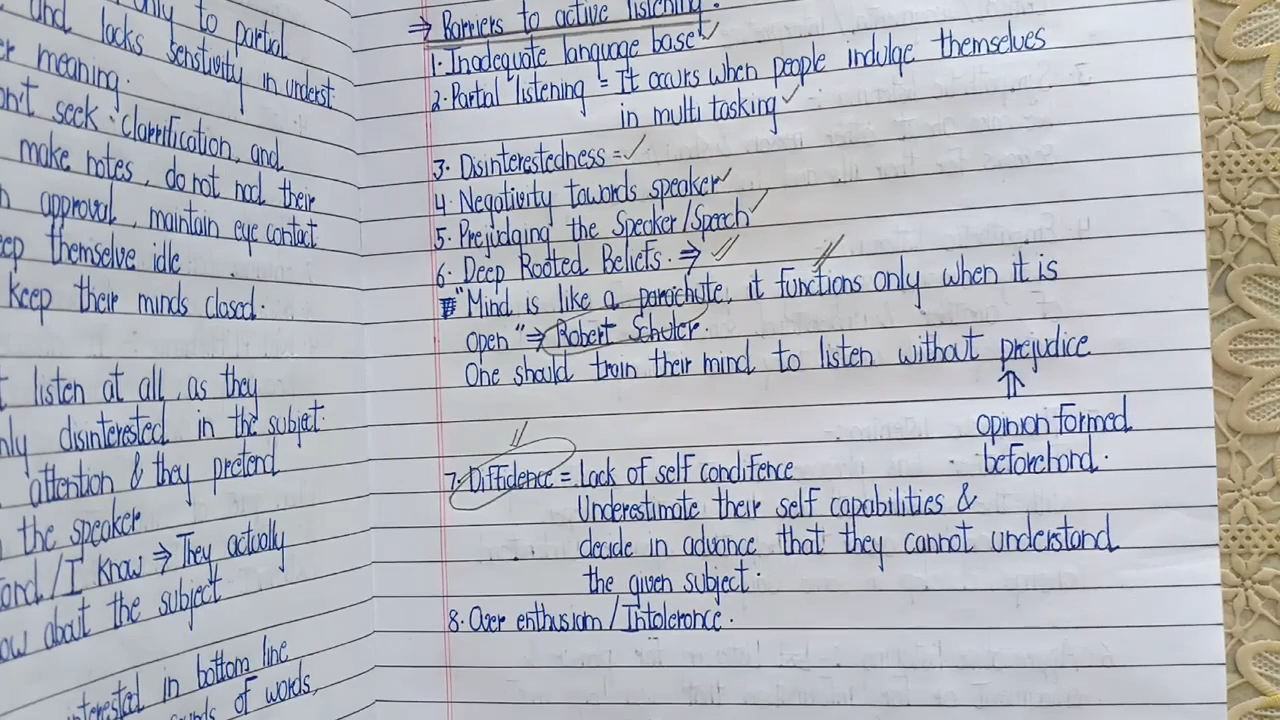 only to partial
and lacks senstivity in underst.
meaning.
seek clarification, and
make notes, do not nod their
approval, maintain eye contact
themselve idle
keep their minds closed.
listen at all, as they
disinterested in the subject.
attention & they pretend
the speaker
/I know ⇒ They actually
about the subject
in bottom line
of words,
⇒ Barriers to active listening.
1. Inadequate language base ✓
2. Partial listening = It occurs when people indulge themselves
in multi tasking ✓
3. Disinterestedness = ✓
4. Negativity towards speaker ✓
5. Prejudging the Speaker/Speech ✓
6. Deep Rooted Beliefs. ⇒ ✓
"Mind is like a parachute, it functions only when it is
open" ⇒ Robert Schuler.
One should train their mind to listen without prejudice
opinion formed
beforehand.
7. Diffidence = Lack of self condifence
Underestimate their self capabilities &
decide in advance that they cannot understand
the given subject.
8. Over enthusiasm / Intolerance.